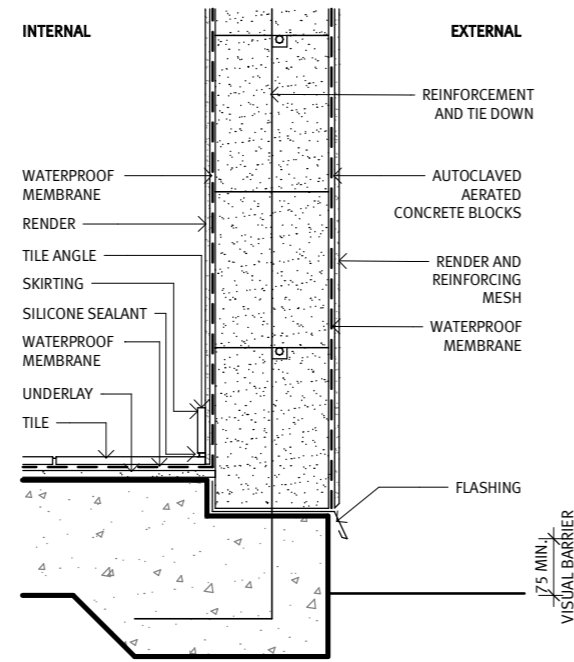 INTERNAL
EXTERNAL
REINFORCEMENT
AND TIE DOWN
WATERPROOF
MEMBRANE
RENDER
TILE ANGLE
SKIRTING
SILICONE SEALANT
WATERPROOF
MEMBRANE
UNDERLAY
TILE
AUTOCLAVED
AERATED
CONCRETE BLOCKS
RENDER AND
REINFORCING
MESH
WATERPROOF
MEMBRANE
FLASHING
75 MIN.
VISUAL BARRIER